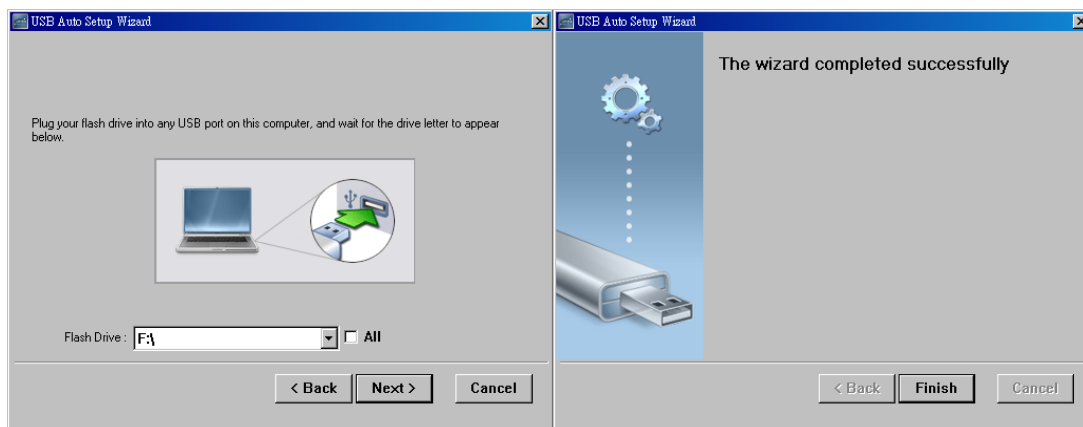 USB Auto Setup Wizard
Plug your flash drive into any USB port on this computer, and wait for the drive letter to appear
below.
Flash Drive : F:\ All
< Back Next > Cancel
USB Auto Setup Wizard
The wizard completed successfully
< Back Finish Cancel